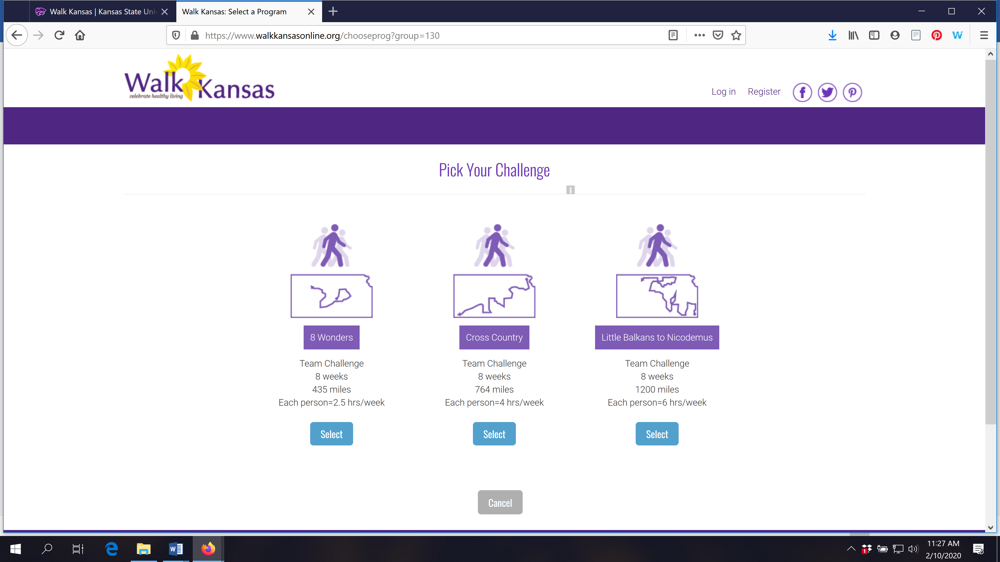 Walk Kansas | Kansas State Univ
Walk Kansas: Select a Program
https://www.walkkansasonline.org/chooseprog?group=130
Walk Kansas
celebrate healthy living
Log in Register
Pick Your Challenge
i
8 Wonders
Team Challenge
8 weeks
435 miles
Each person=2.5 hrs/week
Select
Cross Country
Team Challenge
8 weeks
764 miles
Each person=4 hrs/week
Select
Little Balkans to Nicodemus
Team Challenge
8 weeks
1200 miles
Each person=6 hrs/week
Select
Cancel
11:27 AM
2/10/2020